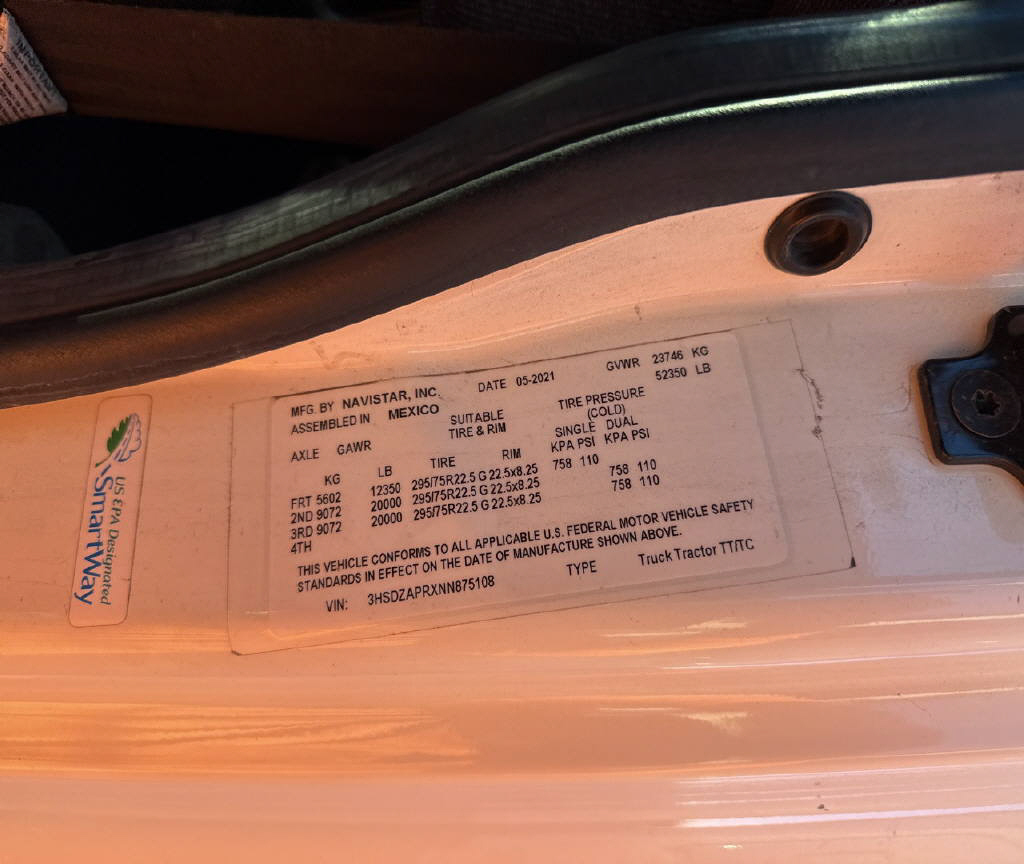 MFG. BY NAVISTAR, INC. DATE 05-2021 GVWR 23746 KG
52350 LB
ASSEMBLED IN MEXICO
SUITABLE TIRE PRESSURE
TIRE & RIM (COLD)
AXLE GAWR SINGLE DUAL
KG LB TIRE RIM KPA PSI KPA PSI
FRT 5602 12350 295/75R22.5 G 22.5x8.25 758 110
2ND 9072 20000 295/75R22.5 G 22.5x8.25 758 110
3RD 9072 20000 295/75R22.5 G 22.5x8.25 758 110
4TH
THIS VEHICLE CONFORMS TO ALL APPLICABLE U.S. FEDERAL MOTOR VEHICLE SAFETY
STANDARDS IN EFFECT ON THE DATE OF MANUFACTURE SHOWN ABOVE.
VIN: 3HSDZAPRXNN875108 TYPE Truck Tractor TT/TC
US EPA Designated
SmartWay